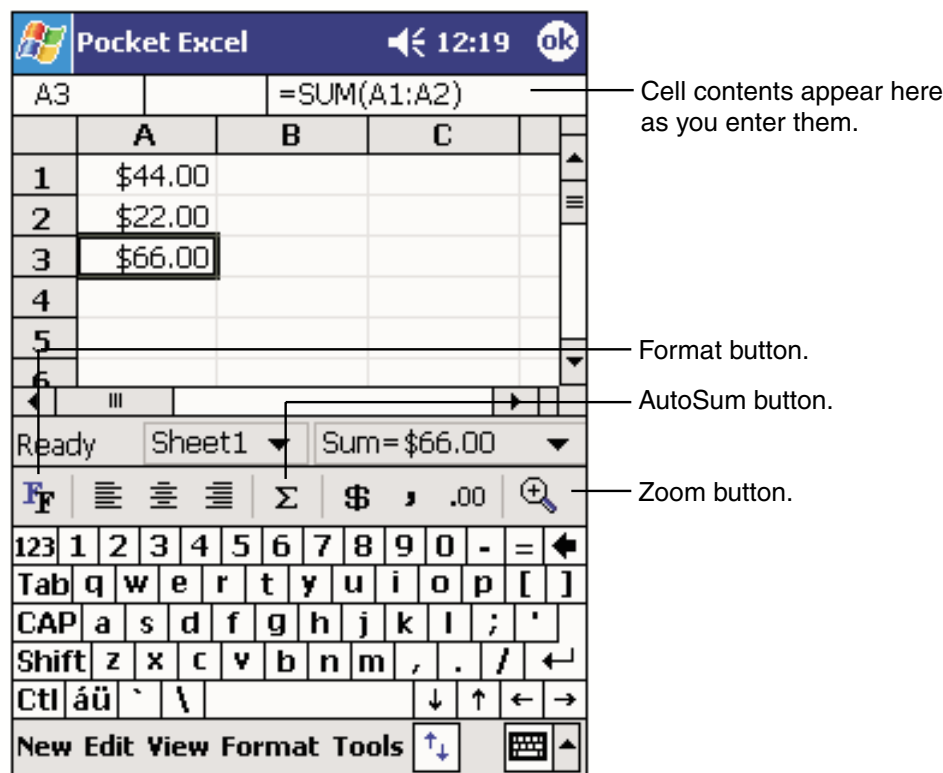 Pocket Excel 12:19 ok
A3 =SUM(A1:A2)
Cell contents appear here
as you enter them.
A B C
1 $44.00
2 $22.00
3 $66.00
4
5
6
Format button.
AutoSum button.
Ready Sheet1 Sum=$66.00
FF Σ $ , .00
Zoom button.
123 1 2 3 4 5 6 7 8 9 0 - = 
Tab q w e r t y u i o p [ ]
CAP a s d f g h j k l ; '
Shift z x c v b n m , . / ↵
Ctl áü ` \ ↓ ↑ ← →
New Edit View Format Tools